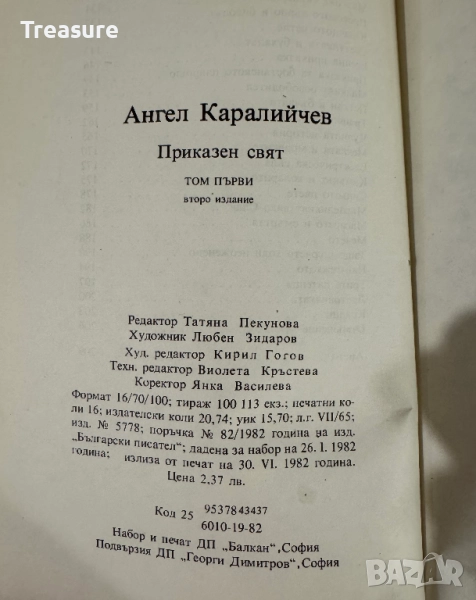 Treasure
Ангел Каралийчев
Приказен свят
ТОМ ПЪРВИ
второ издание
Редактор Татяна Пекунова
Художник Любен Зидаров
Худ. редактор Кирил Гогов
Техн. редактор Виолета Кръстева
Коректор Янка Василева
Формат 16/70/100; тираж 100 113 екз.; печатни ко-
ли 16; издателски коли 20,74; уик 15,70; л.г. VII/65;
изд. № 5778; поръчка № 82/1982 година на изд.
„Български писател“; дадена за набор на 26. I. 1982
година; излиза от печат на 30. VI. 1982 година.
Цена 2,37 лв.
Код 25 9537843437
6010-19-82
Набор и печат ДП „Балкан“, София
Подвързия ДП „Георги Димитров“, София
BAZAR